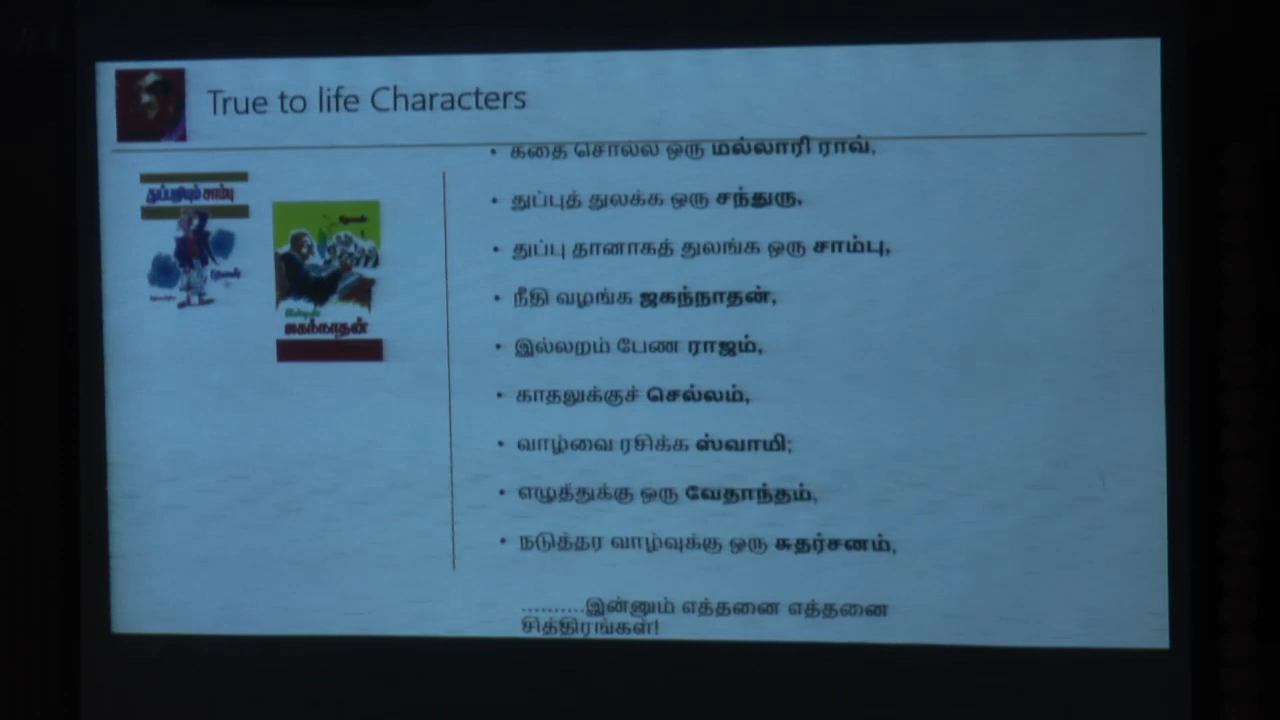 True to life Characters
துப்பறியும் சாம்பு
தேவன்
ஜஸ்டிஸ்
ஜகந்நாதன்
• கதை சொல்ல ஒரு மல்லாரி ராவ்,
• துப்புத் துலக்க ஒரு சந்துரு,
• துப்பு தானாகத் துலங்க ஒரு சாம்பு,
• நீதி வழங்க ஜகந்நாதன்,
• இல்லறம் பேண ராஜம்,
• காதலுக்குச் செல்லம்,
• வாழ்வை ரசிக்க ஸ்வாமி;
• எழுத்துக்கு ஒரு வேதாந்தம்,
• நடுத்தர வாழ்வுக்கு ஒரு சுதர்சனம்,
..........இன்னும் எத்தனை எத்தனை
சித்திரங்கள்!